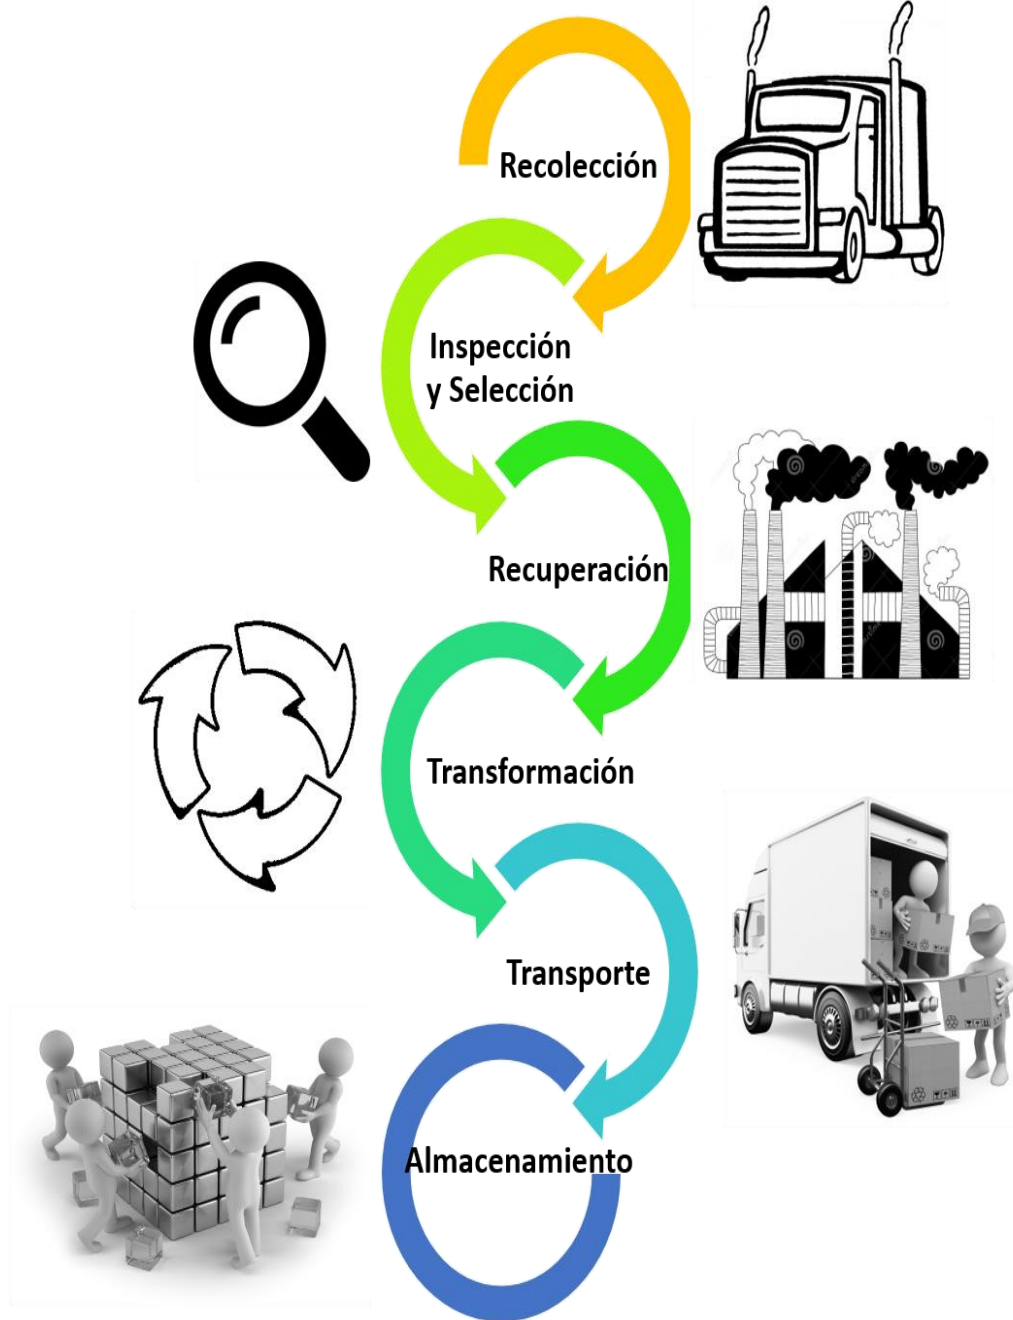 Recolección
Inspección
y Selección
Recuperación
Transformación
Transporte
Almacenamiento